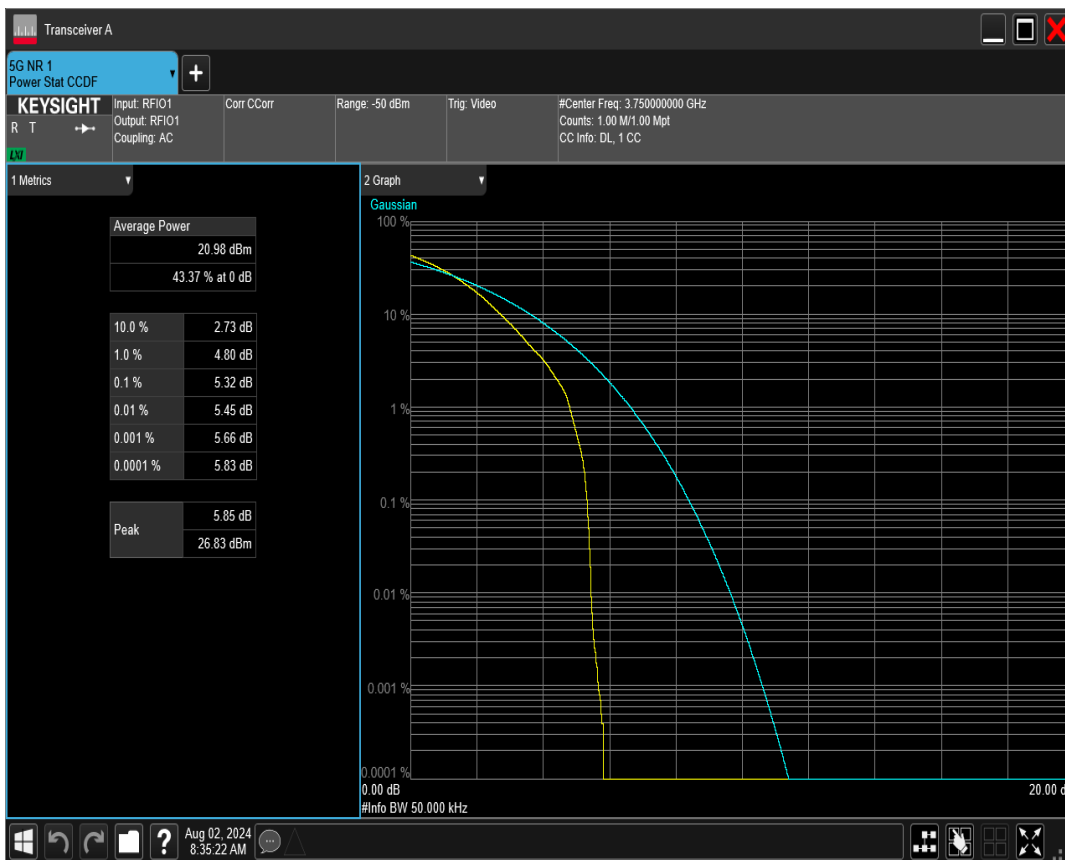 Transceiver A
5G NR 1
Power Stat CCDF
+
KEYSIGHT
R T
LXI
Input: RFIO1
Output: RFIO1
Coupling: AC
Corr CCorr
Range: -50 dBm
Trig: Video
#Center Freq: 3.750000000 GHz
Counts: 1.00 M/1.00 Mpt
CC Info: DL, 1 CC
1 Metrics
Average Power
20.98 dBm
43.37 % at 0 dB
10.0 % 2.73 dB
1.0 % 4.80 dB
0.1 % 5.32 dB
0.01 % 5.45 dB
0.001 % 5.66 dB
0.0001 % 5.83 dB
Peak
5.85 dB
26.83 dBm
2 Graph
Gaussian
100 %
10 %
1 %
0.1 %
0.01 %
0.001 %
0.0001 %
0.00 dB 20.00 d
#Info BW 50.000 kHz
?
Aug 02, 2024
8:35:22 AM